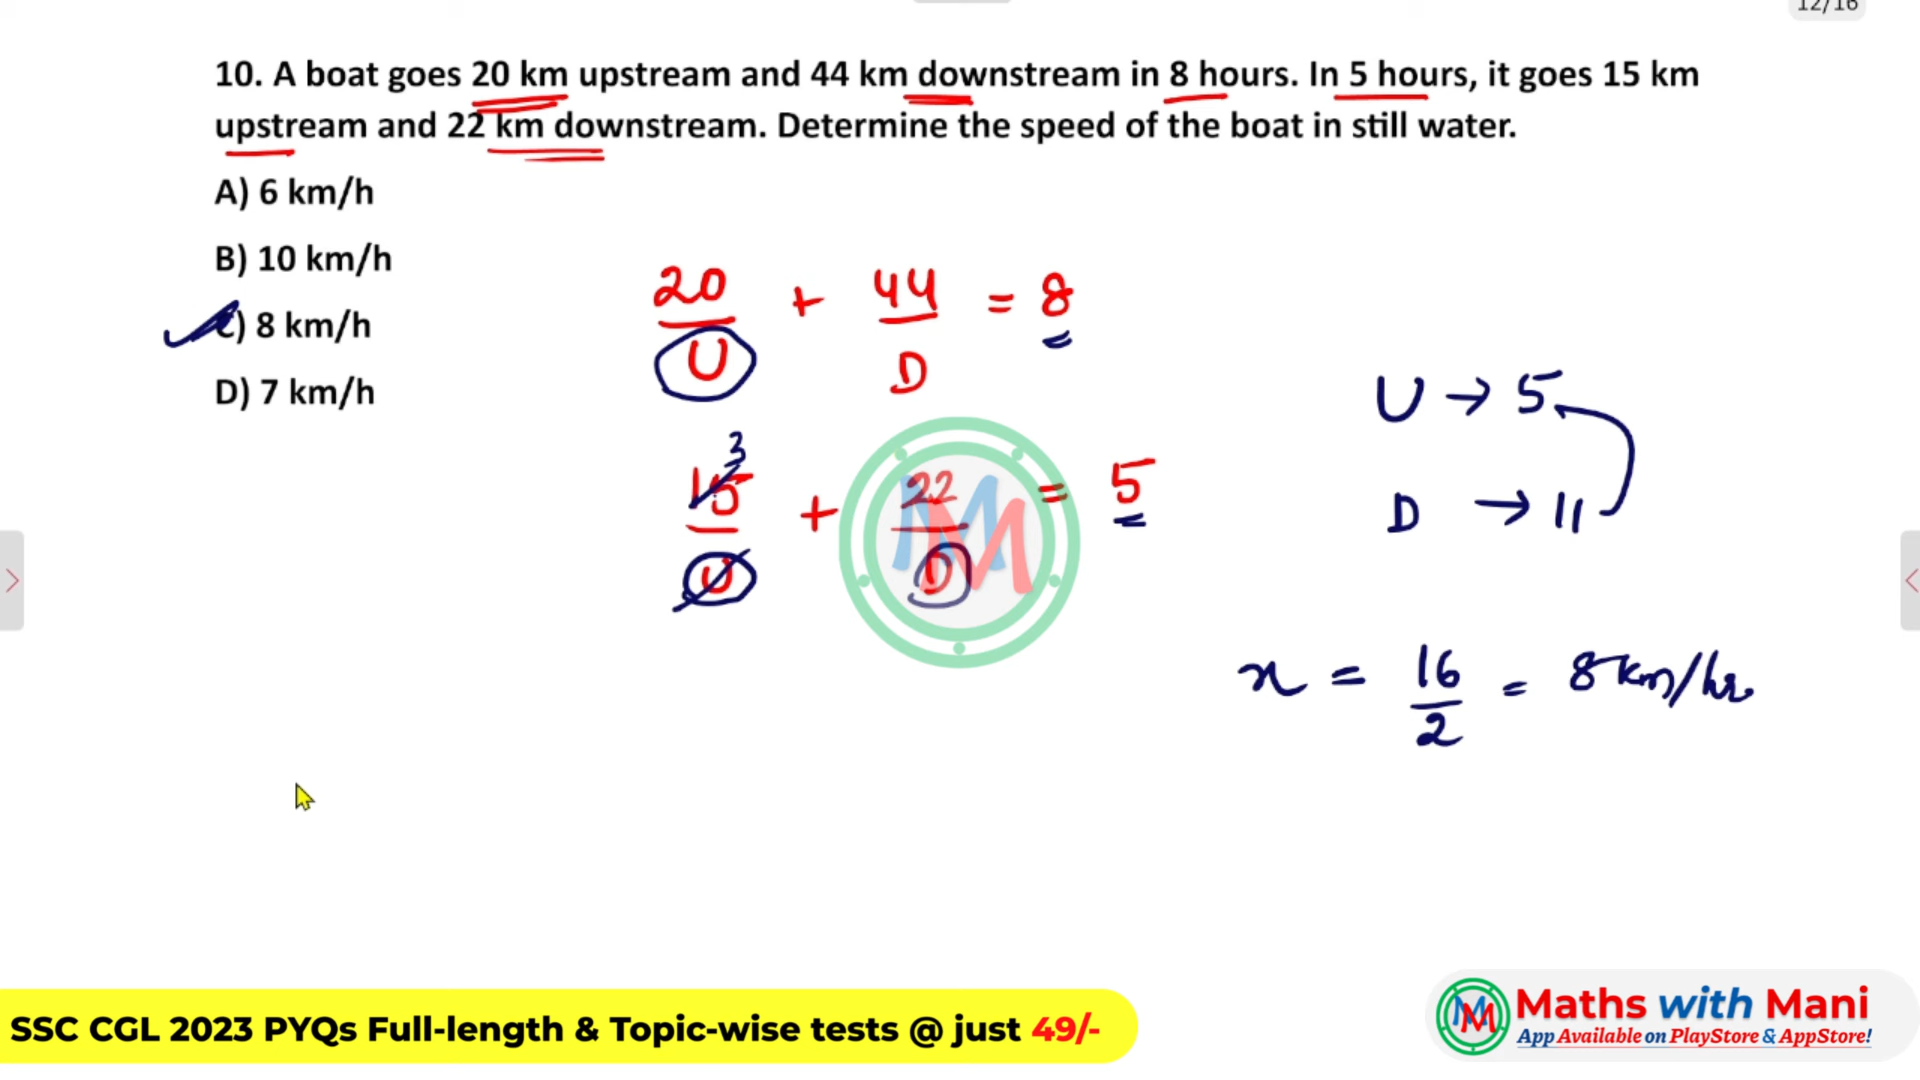 12/16
10. A boat goes 20 km upstream and 44 km downstream in 8 hours. In 5 hours, it goes 15 km
upstream and 22 km downstream. Determine the speed of the boat in still water.
A) 6 km/h
B) 10 km/h
C) 8 km/h
D) 7 km/h
20/U + 44/D = 8
3
15/U + 22/D = 5
U → 5
D → 11
x = 16/2 = 8 km/hr
MM
SSC CGL 2023 PYQs Full-length & Topic-wise tests @ just 49/-
MM Maths with Mani
App Available on PlayStore & AppStore!